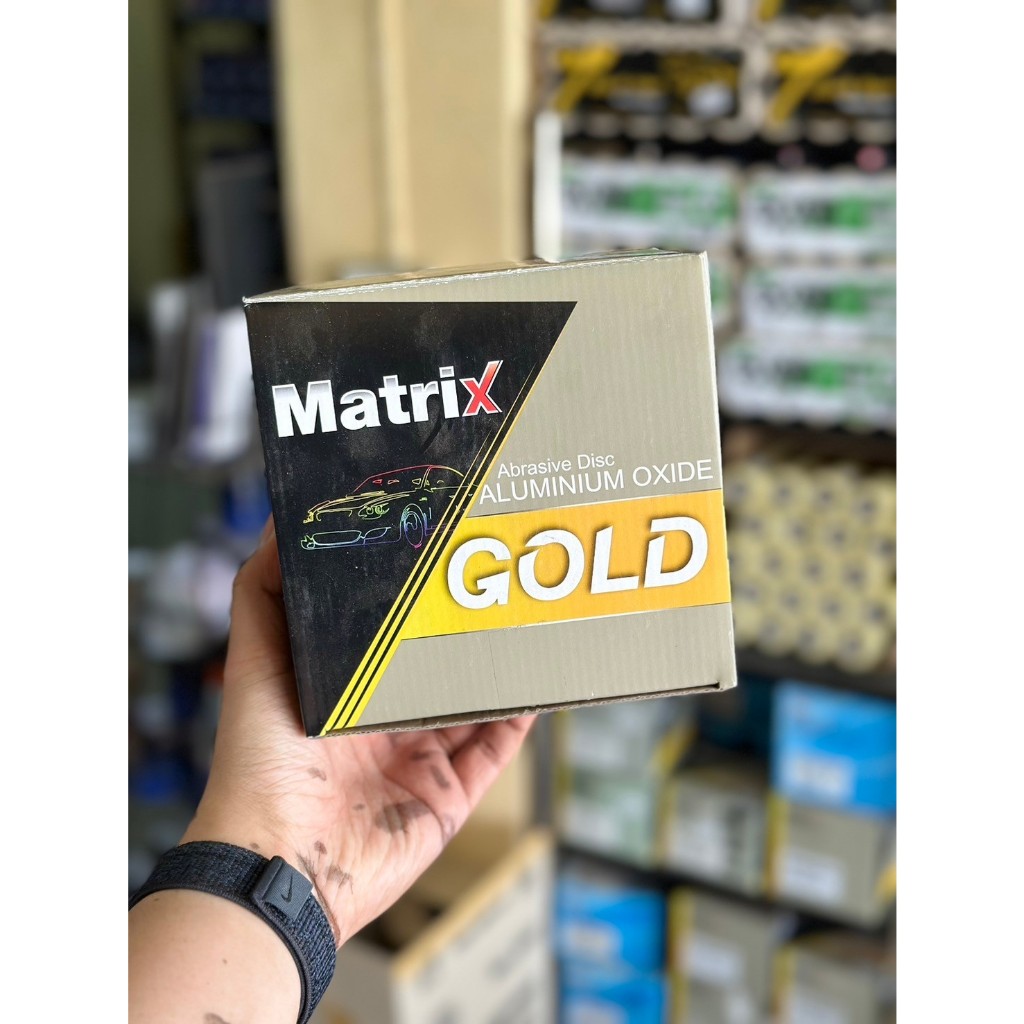 Matrix
Abrasive Disc
ALUMINIUM OXIDE
GOLD